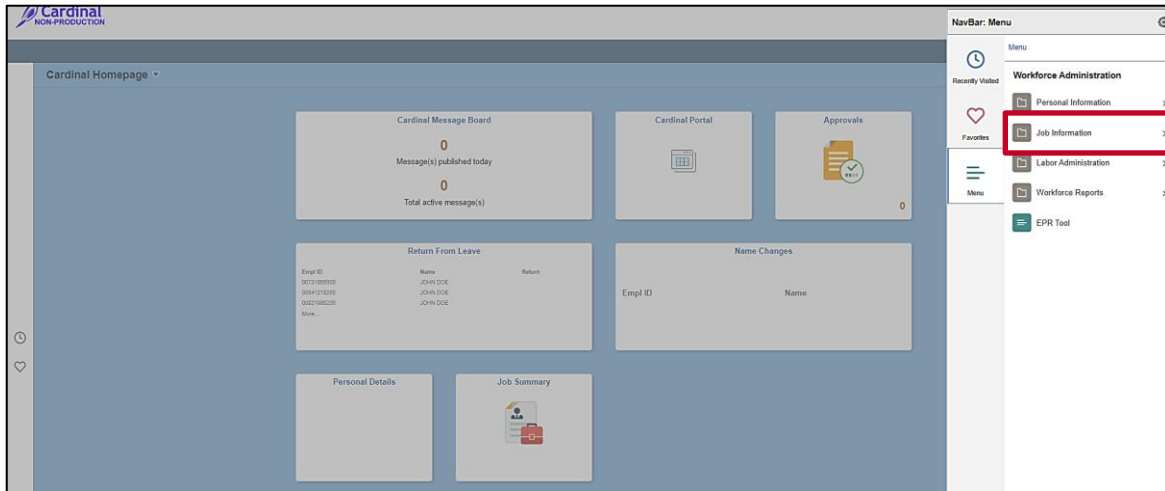 Cardinal
NON-PRODUCTION
NavBar: Menu
Cardinal Homepage
Recently Visited
Favorites
Menu
Menu
Workforce Administration
Personal Information
Job Information
Labor Administration
Workforce Reports
EPR Tool
Cardinal Message Board
0
Message(s) published today
0
Total active message(s)
Cardinal Portal
Approvals
0
Return From Leave
Empl ID Name Return
JOHN DOE
JOHN DOE
JOHN DOE
More...
Name Changes
Empl ID Name
Personal Details
Job Summary